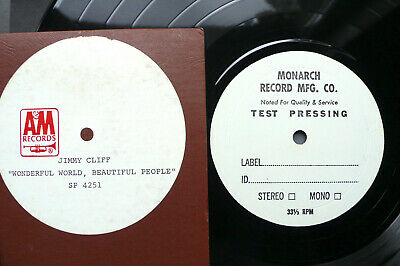 A&M
RECORDS
JIMMY CLIFF
"WONDERFUL WORLD, BEAUTIFUL PEOPLE"
SP 4251
MONARCH
RECORD MFG. CO.
Noted For Quality & Service
TEST PRESSING
LABEL
ID.
STEREO MONO
33⅓ RPM